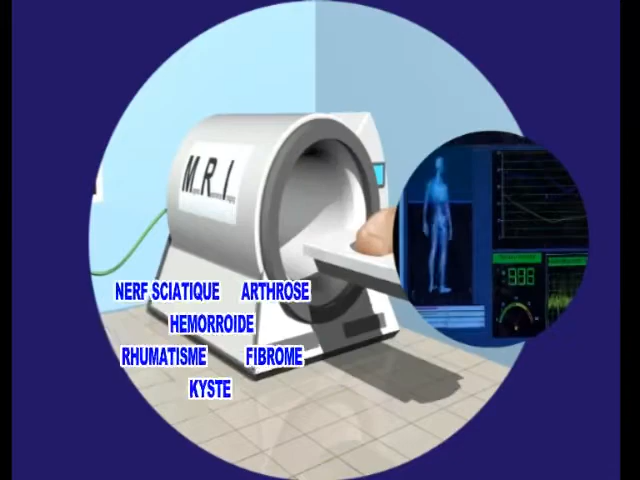 M R I
NERF SCIATIQUE ARTHROSE
HEMORROIDE
RHUMATISME FIBROME
KYSTE